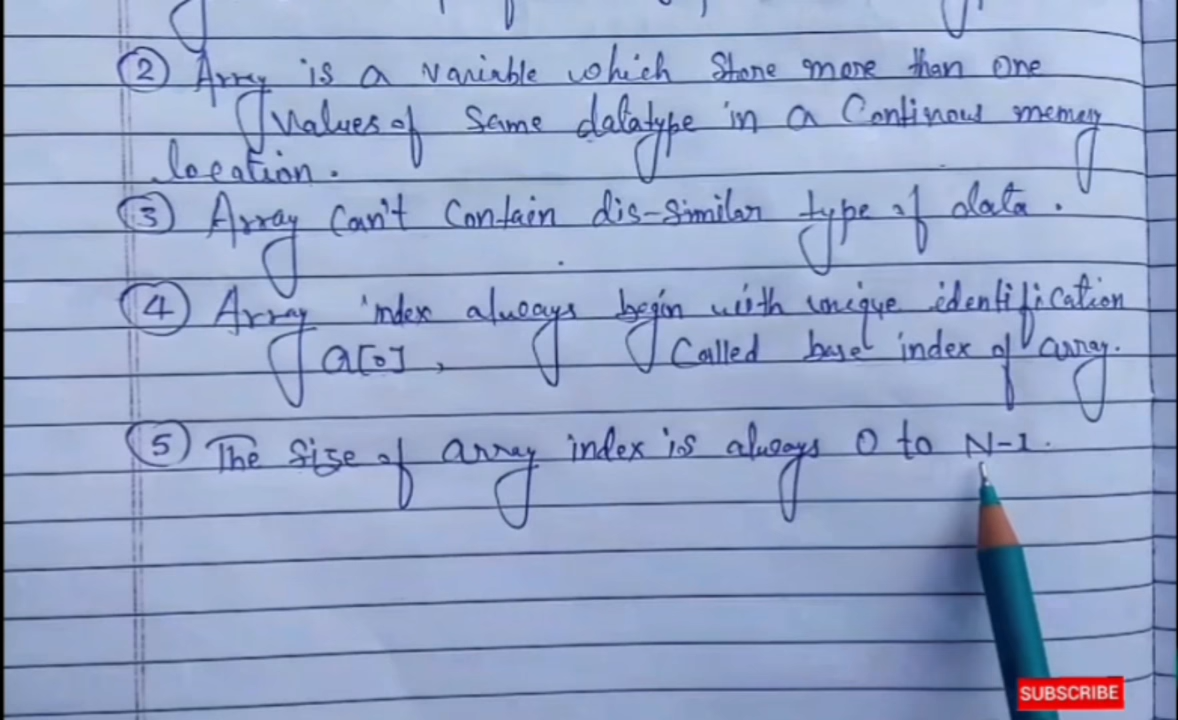 ② Array is a variable which Store more than one
values of same datatype in a Continous memory
location.
③ Array can't contain dis-similar type of data.
④ Array index always begin with unique identification
a[0], Called base index of array.
⑤ The Size of array index is always 0 to N-1.
SUBSCRIBE